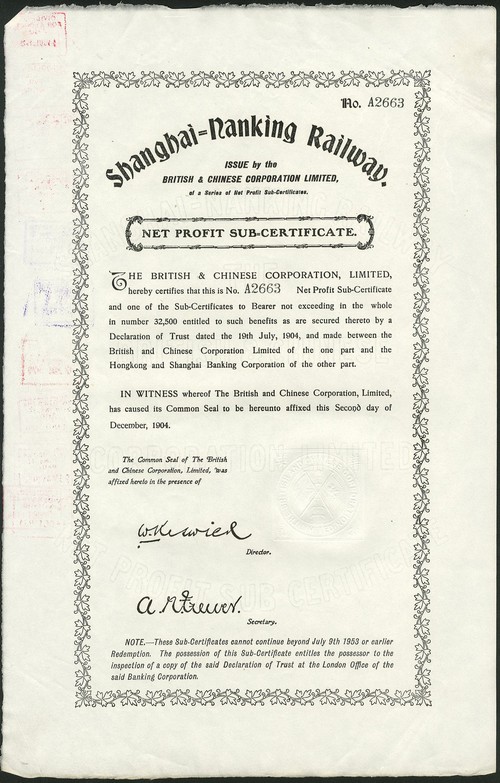 No. A2663
Shanghai=Nanking Railway.
ISSUE by the
BRITISH & CHINESE CORPORATION LIMITED,
of a Series of Net Profit Sub-Certificates.
NET PROFIT SUB-CERTIFICATE.
THE BRITISH & CHINESE CORPORATION, LIMITED,
hereby certifies that this is No. A2663 Net Profit Sub-Certificate
and one of the Sub-Certificates to Bearer not exceeding in the whole
in number 32,500 entitled to such benefits as are secured thereto by a
Declaration of Trust dated the 19th July, 1904, and made between the
British and Chinese Corporation Limited of the one part and the
Hongkong and Shanghai Banking Corporation of the other part.
IN WITNESS whereof The British and Chinese Corporation, Limited,
has caused its Common Seal to be hereunto affixed this Second day of
December, 1904.
The Common Seal of The British
and Chinese Corporation, Limited, was
affixed hereto in the presence of
W. Keswick
Director.
Secretary.
NOTE.—These Sub-Certificates cannot continue beyond July 9th 1953 or earlier
Redemption. The possession of this Sub-Certificate entitles the possessor to the
inspection of a copy of the said Declaration of Trust at the London Office of the
said Banking Corporation.